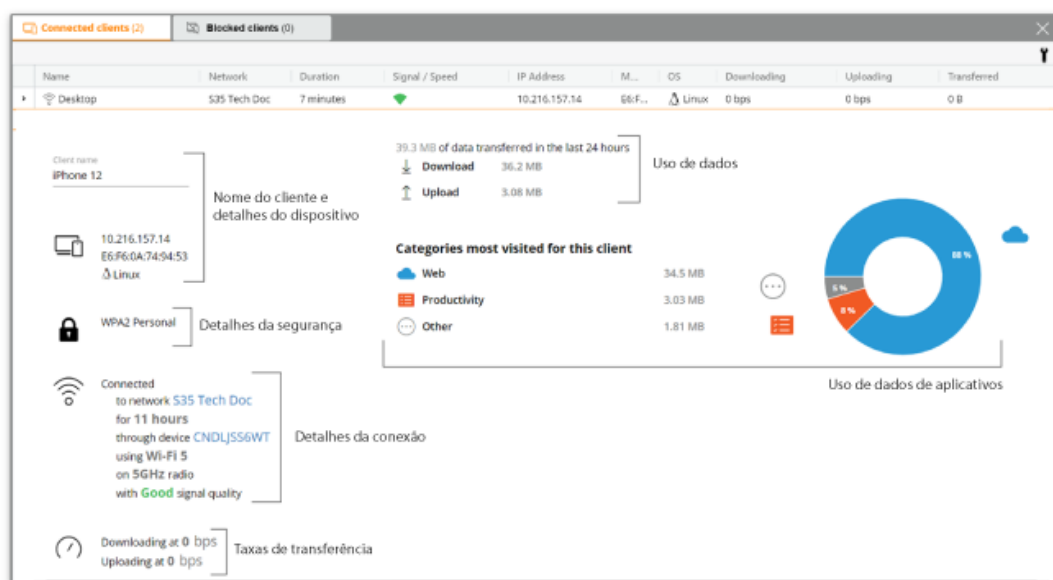 Connected clients (2)
Blocked clients (0)
Name Network Duration Signal / Speed IP Address M... OS Downloading Uploading Transferred
Desktop S35 Tech Doc 7 minutes 10.216.157.14 E6:F... Linux 0 bps 0 bps 0 B
Client name
iPhone 12
Nome do cliente e
detalhes do dispositivo
10.216.157.14
E6:F6:0A:74:94:53
Linux
WPA2 Personal
Detalhes da segurança
Connected
to network S35 Tech Doc
for 11 hours
through device CNDLJSS6WT
using Wi-Fi 5
on 5GHz radio
with Good signal quality
Detalhes da conexão
Downloading at 0 bps
Uploading at 0 bps
Taxas de transferência
39.3 MB of data transferred in the last 24 hours
Download 36.2 MB
Upload 3.08 MB
Uso de dados
Categories most visited for this client
Web 34.5 MB
Productivity 3.03 MB
Other 1.81 MB
88 %
5 %
8 %
Uso de dados de aplicativos